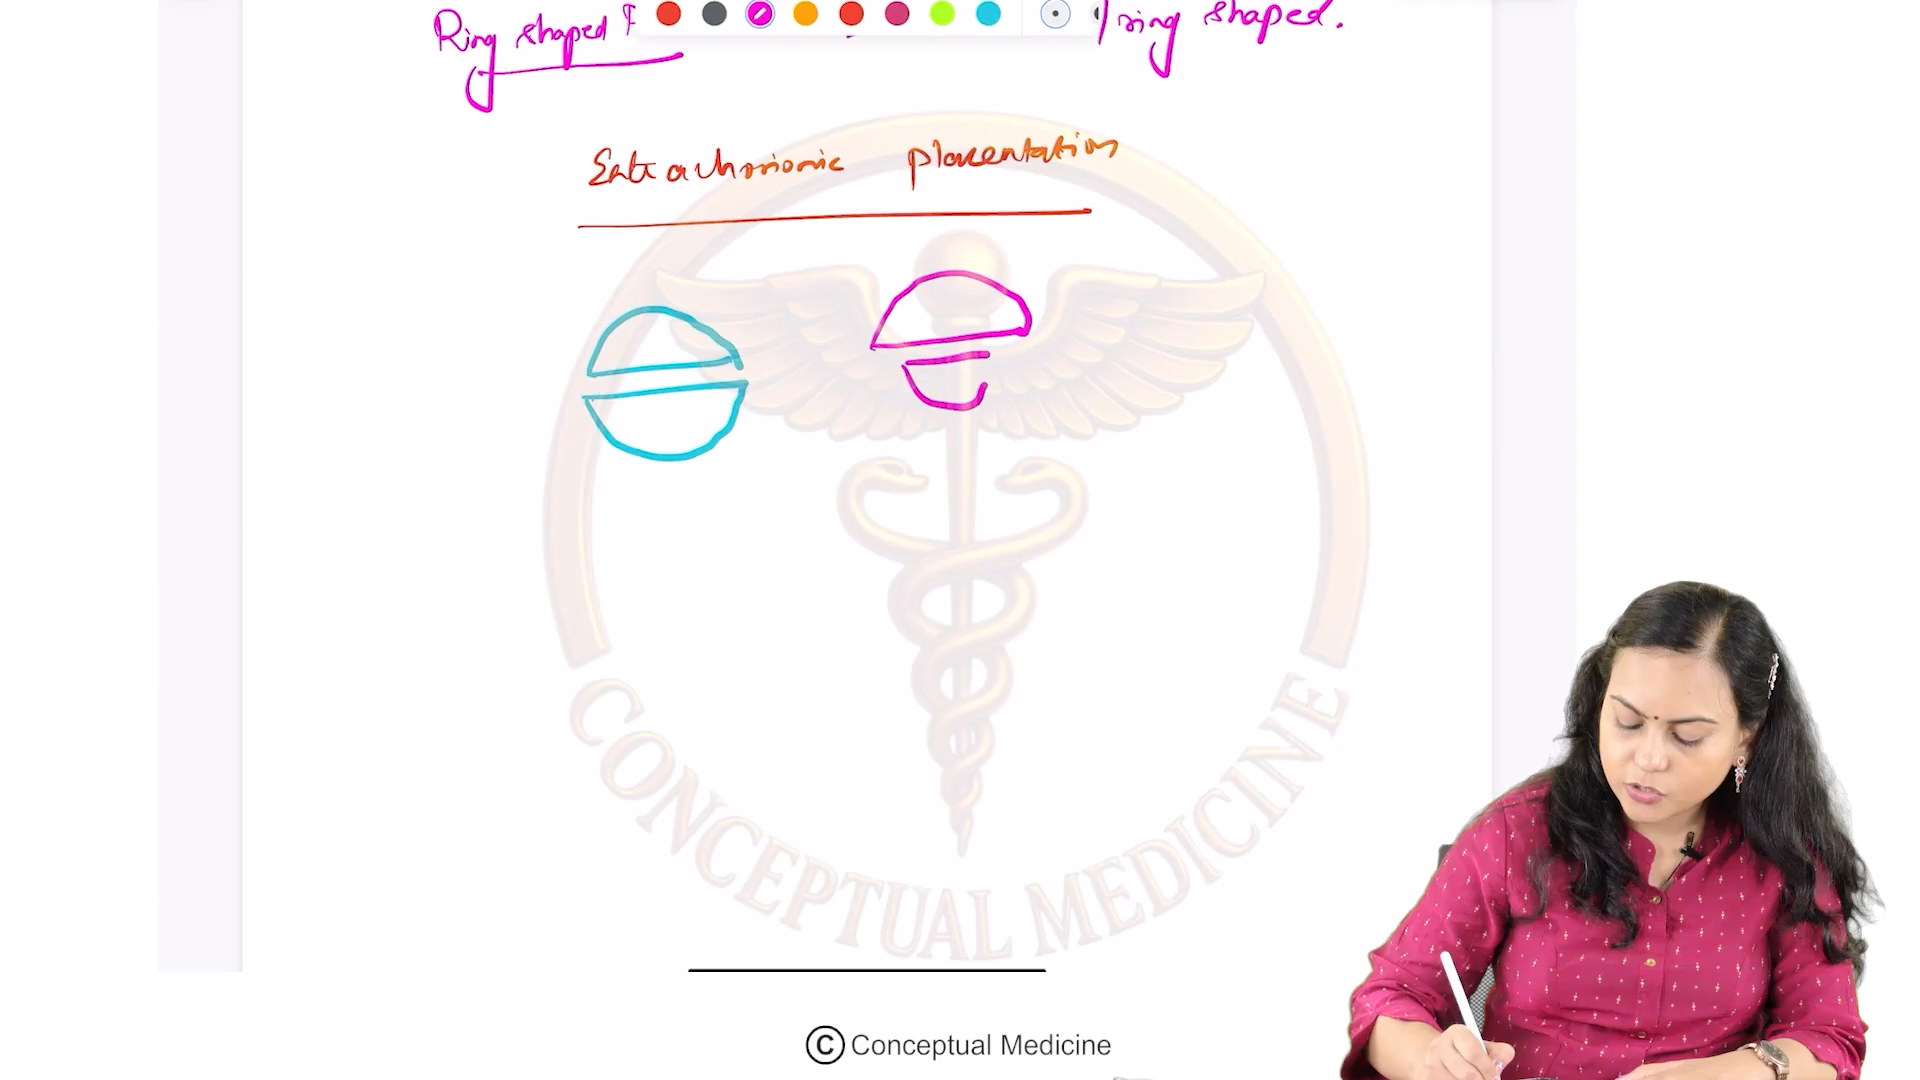 Ring shaped
ring shaped.
Extrachorionic placentation
CONCEPTUAL MEDICINE
© Conceptual Medicine